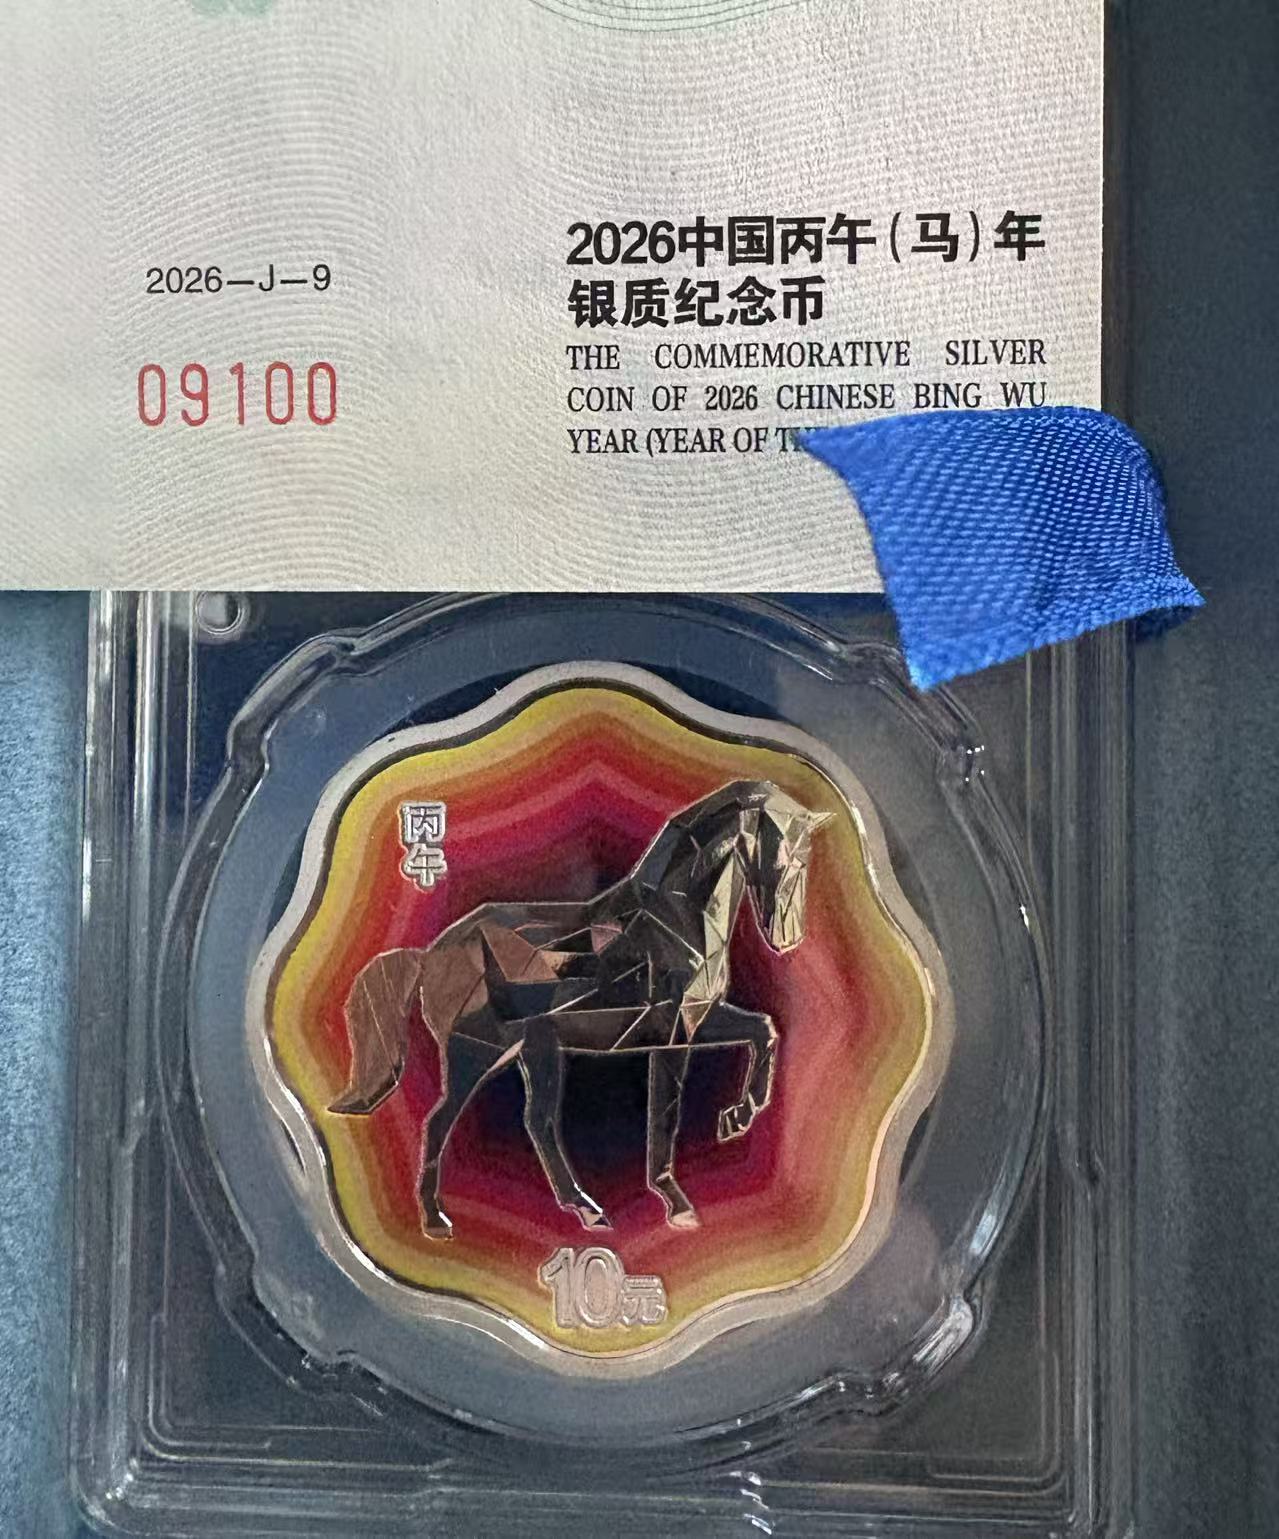 2026中国丙午(马)年
银质纪念币
2026—J—9
THE COMMEMORATIVE SILVER
COIN OF 2026 CHINESE BING WU
09100
YEAR (YEAR OF
丙午
10元